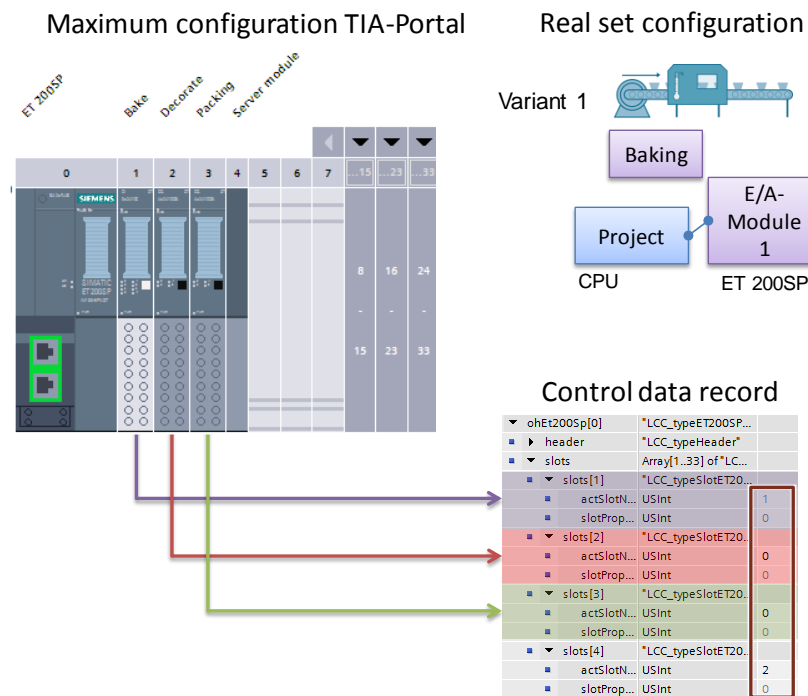 Maximum configuration TIA-Portal
Real set configuration
ET 200SP
Bake
Decorate
Packing
Server module
Variant 1
Baking
E/A-
Module
1
Project
CPU
ET 200SP
0 1 2 3 4 5 6 7 ...15 ...23 ...33
SIEMENS
SIMATIC
ET 200SP
8 16 24
- - -
15 23 33
Control data record
ohEt200Sp[0] "LCC_typeET200SP...
header "LCC_typeHeader"
slots Array[1..33] of "LC...
slots[1] "LCC_typeSlotET20...
actSlotN... USInt 1
slotProp... USInt 0
slots[2] "LCC_typeSlotET20...
actSlotN... USInt 0
slotProp... USInt 0
slots[3] "LCC_typeSlotET20...
actSlotN... USInt 0
slotProp... USInt 0
slots[4] "LCC_typeSlotET20...
actSlotN... USInt 2
slotProp... USInt 0